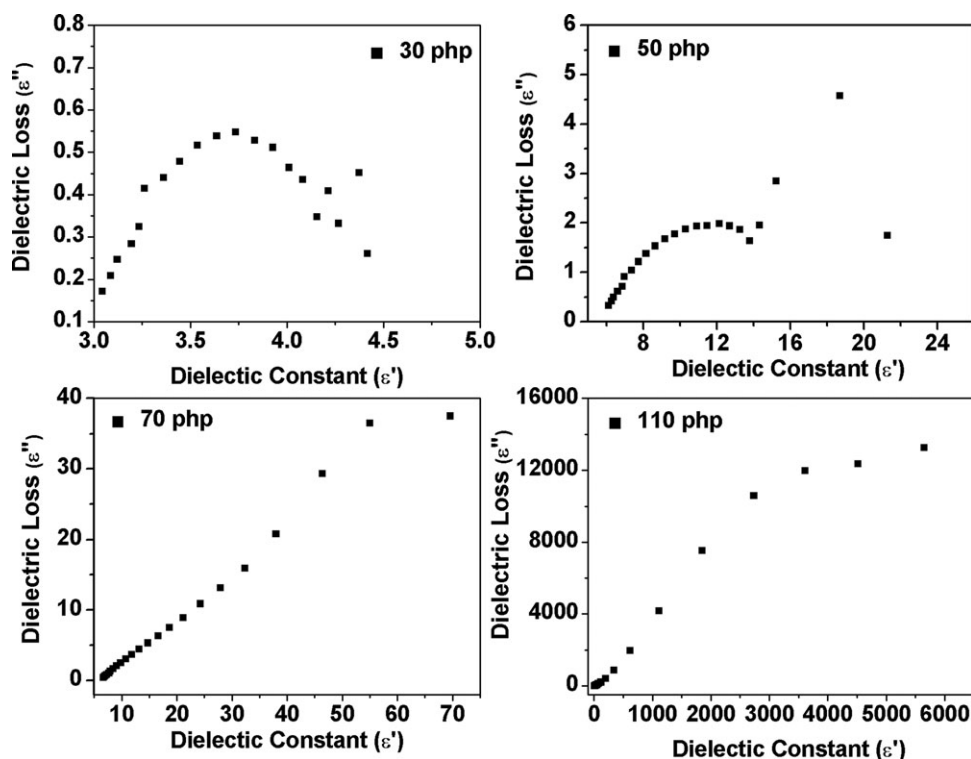 0.8
0.7
0.6
0.5
0.4
0.3
0.2
0.1
Dielectric Loss (ε")
30 php
3.0 3.5 4.0 4.5 5.0
Dielectic Constant (ε')
6
5
4
3
2
1
0
Dielectric Loss (ε")
50 php
8 12 16 20 24
Dielectic Constant (ε')
40
30
20
10
0
Dielectric Loss (ε")
70 php
10 20 30 40 50 60 70
Dielectic Constant (ε')
16000
12000
8000
4000
0
Dielectric Loss (ε")
110 php
0 1000 2000 3000 4000 5000 6000
Dielectic Constant (ε')